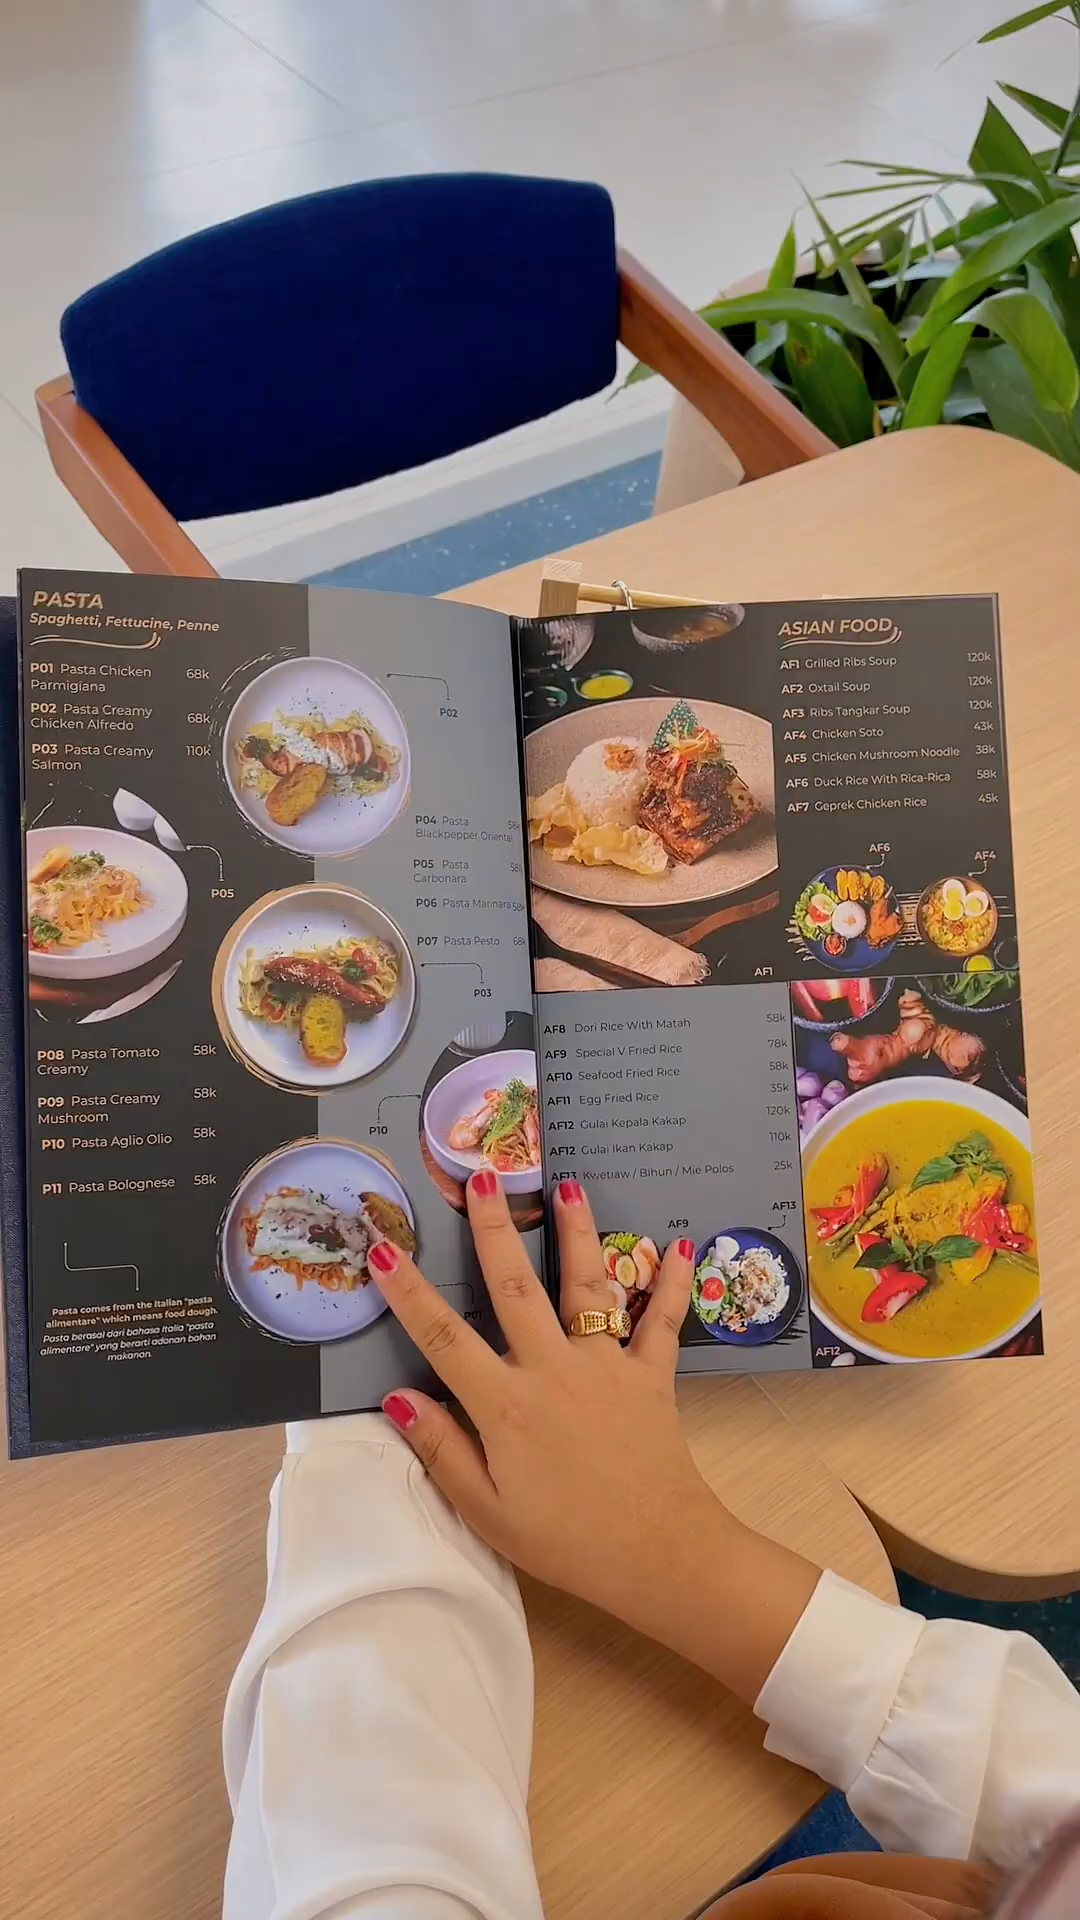 PASTA
Spaghetti, Fettucine, Penne
P01 Pasta Chicken 68k
Parmigiana
P02 Pasta Creamy 68k
Chicken Alfredo
P03 Pasta Creamy 110k
Salmon
P02
P05
P04 Pasta 58k
Blackpepper Oriental
P05 Pasta 58k
Carbonara
P06 Pasta Marinara 58k
P07 Pasta Pesto 68k
P03
P08 Pasta Tomato 58k
Creamy
P09 Pasta Creamy 58k
Mushroom
P10 Pasta Aglio Olio 58k
P11 Pasta Bolognese 58k
P10
P01
Pasta comes from the Italian "pasta
alimentare" which means food dough.
Pasta berasal dari bahasa Italia "pasta
alimentare" yang berarti adonan bahan
makanan.
ASIAN FOOD
AF1 Grilled Ribs Soup 120k
AF2 Oxtail Soup 120k
AF3 Ribs Tangkar Soup 120k
AF4 Chicken Soto 43k
AF5 Chicken Mushroom Noodle 38k
AF6 Duck Rice With Rica-Rica 58k
AF7 Geprek Chicken Rice 45k
AF6
AF4
AF1
AF8 Dori Rice With Matah 58k
AF9 Special V Fried Rice 78k
AF10 Seafood Fried Rice 58k
AF11 Egg Fried Rice 35k
AF12 Gulai Kepala Kakap 120k
AF12 Gulai Ikan Kakap 110k
AF13 Kwetiaw / Bihun / Mie Polos 25k
AF9
AF13
AF12